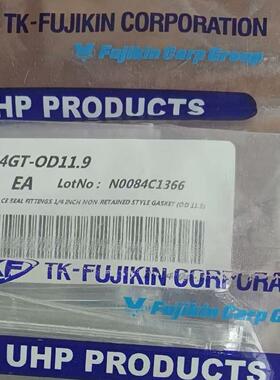 TK-FUJIKIN CORPORATION
Fujikin Corp Group
UHP PRODUCTS
4GT-OD11.9
EA LotNo : N0084C1366
CE SEAL FITTINGS 1/4 INCH NON RETAINED STYLE GASKET (OD 11.9)
TK-FUJIKIN CORPORA
Fujikin Corp Group
UHP PRODUCTS